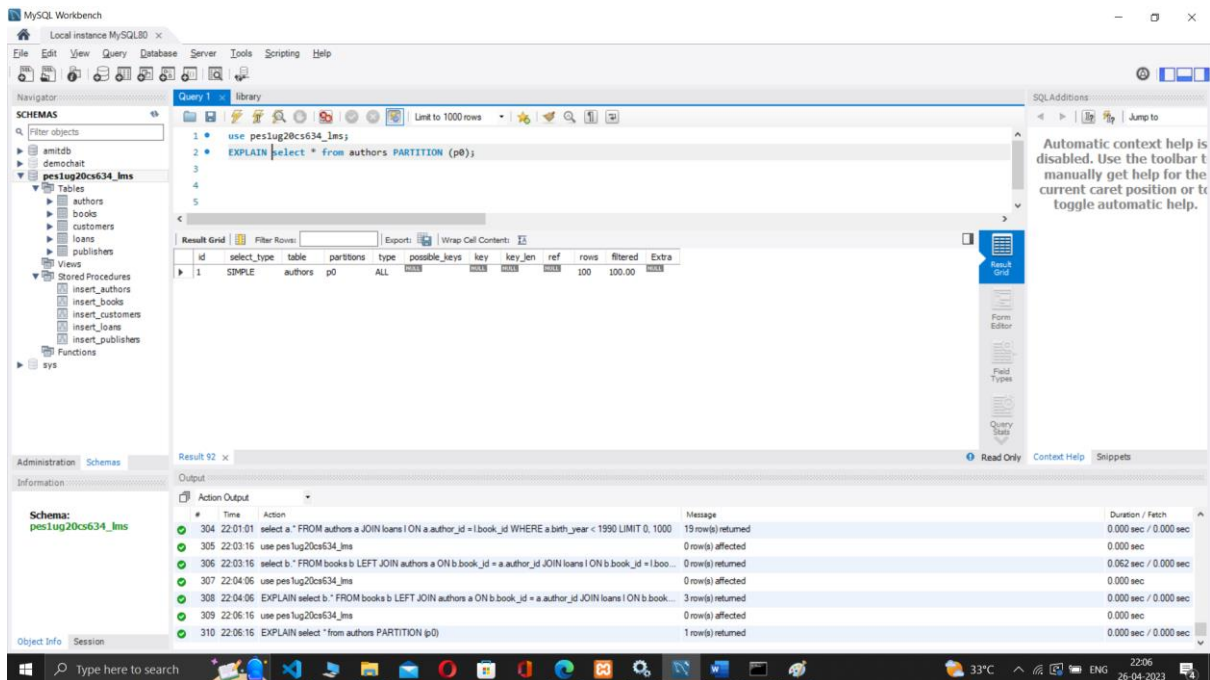 MySQL Workbench
Local instance MySQL80 ×
File Edit View Query Database Server Tools Scripting Help
Navigator
SCHEMAS
Filter objects
amitdb
demochait
pes1ug20cs634_lms
Tables
authors
books
customers
loans
publishers
Views
Stored Procedures
insert_authors
insert_books
insert_customers
insert_loans
insert_publishers
Functions
sys
Administration Schemas
Information
Schema:
pes1ug20cs634_lms
Object Info Session
Query 1 × library
Limit to 1000 rows
1 use pes1ug20cs634_lms;
2 EXPLAIN select * from authors PARTITION (p0);
3
4
5
Result Grid Filter Rows: Export: Wrap Cell Content: IA
id select_type table partitions type possible_keys key key_len ref rows filtered Extra
1 SIMPLE authors p0 ALL NULL NULL NULL NULL 100 100.00 NULL
Result Grid
Form Editor
Field Types
Query Stats
Result 92 ×
Read Only
SQLAdditions
Jump to
Automatic context help is
disabled. Use the toolbar t
manually get help for the
current caret position or to
toggle automatic help.
Context Help Snippets
Output
Action Output
# Time Action Message Duration / Fetch
304 22:01:01 select a.* FROM authors a JOIN loans l ON a.author_id = l.book_id WHERE a.birth_year < 1990 LIMIT 0, 1000 19 row(s) returned 0.000 sec / 0.000 sec
305 22:03:16 use pes1ug20cs634_lms 0 row(s) affected 0.000 sec
306 22:03:16 select b.* FROM books b LEFT JOIN authors a ON b.book_id = a.author_id JOIN loans l ON b.book_id = l.boo... 0 row(s) returned 0.062 sec / 0.000 sec
307 22:04:06 use pes1ug20cs634_lms 0 row(s) affected 0.000 sec
308 22:04:06 EXPLAIN select b.* FROM books b LEFT JOIN authors a ON b.book_id = a.author_id JOIN loans l ON b.book... 3 row(s) returned 0.000 sec / 0.000 sec
309 22:06:16 use pes1ug20cs634_lms 0 row(s) affected 0.000 sec
310 22:06:16 EXPLAIN select * from authors PARTITION (p0) 1 row(s) returned 0.000 sec / 0.000 sec
Type here to search
33°C ENG 22:06
26-04-2023